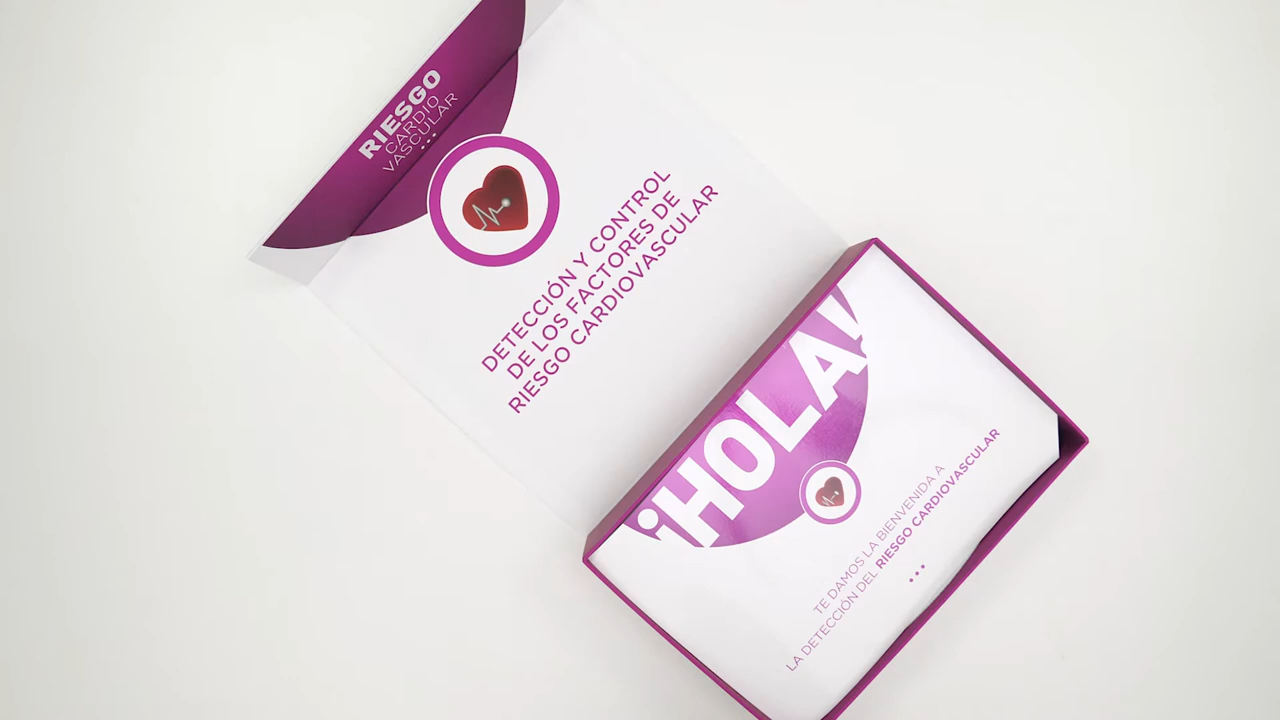 RIESGO
CARDIO
VASCULAR
DETECCIÓN Y CONTROL
DE LOS FACTORES DE
RIESGO CARDIOVASCULAR
¡HOLA!
TE DAMOS LA BIENVENIDA A
LA DETECCIÓN DEL RIESGO CARDIOVASCULAR